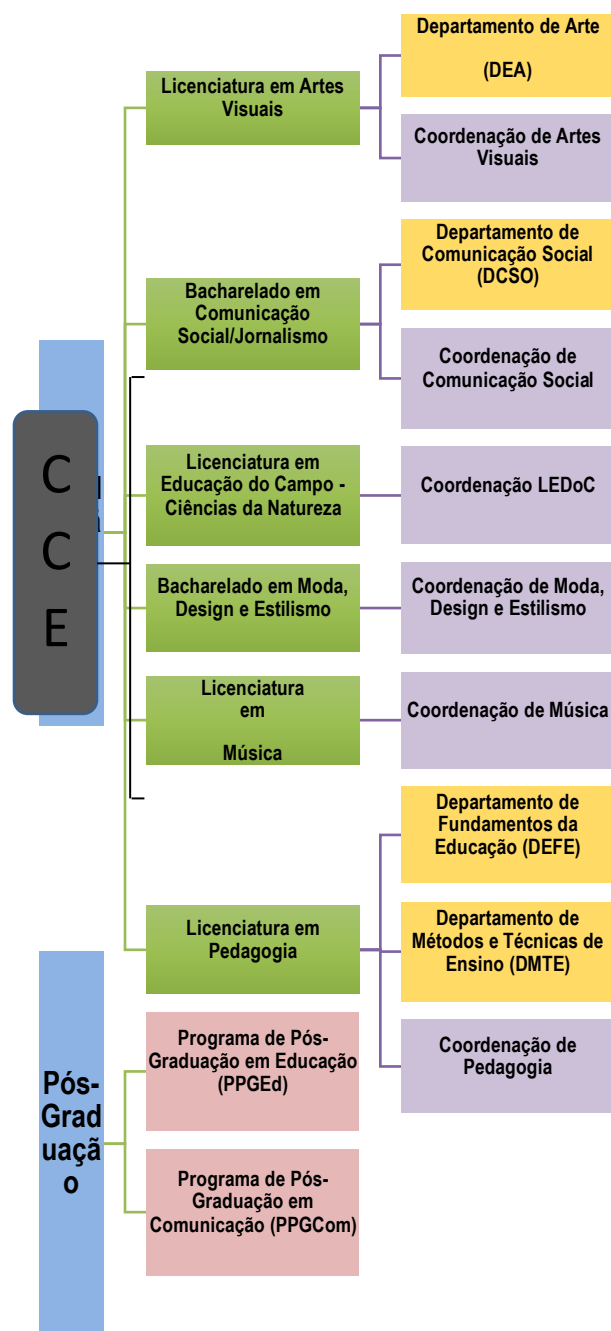 Departamento de Arte
(DEA)
Licenciatura em Artes
Visuais
Coordenação de Artes
Visuais
Departamento de
Comunicação Social
(DCSO)
Bacharelado em
Comunicação
Social/Jornalismo
Coordenação de
Comunicação Social
C
C
E
Licenciatura em
Educação do Campo -
Ciências da Natureza
Coordenação LEDoC
Bacharelado em Moda,
Design e Estilismo
Coordenação de Moda,
Design e Estilismo
Licenciatura
em
Música
Coordenação de Música
Departamento de
Fundamentos da
Educação (DEFE)
Licenciatura em
Pedagogia
Departamento de
Métodos e Técnicas de
Ensino (DMTE)
Coordenação de
Pedagogia
Pós-
Grad
uaçã
o
Programa de Pós-
Graduação em Educação
(PPGEd)
Programa de Pós-
Graduação em
Comunicação (PPGCom)